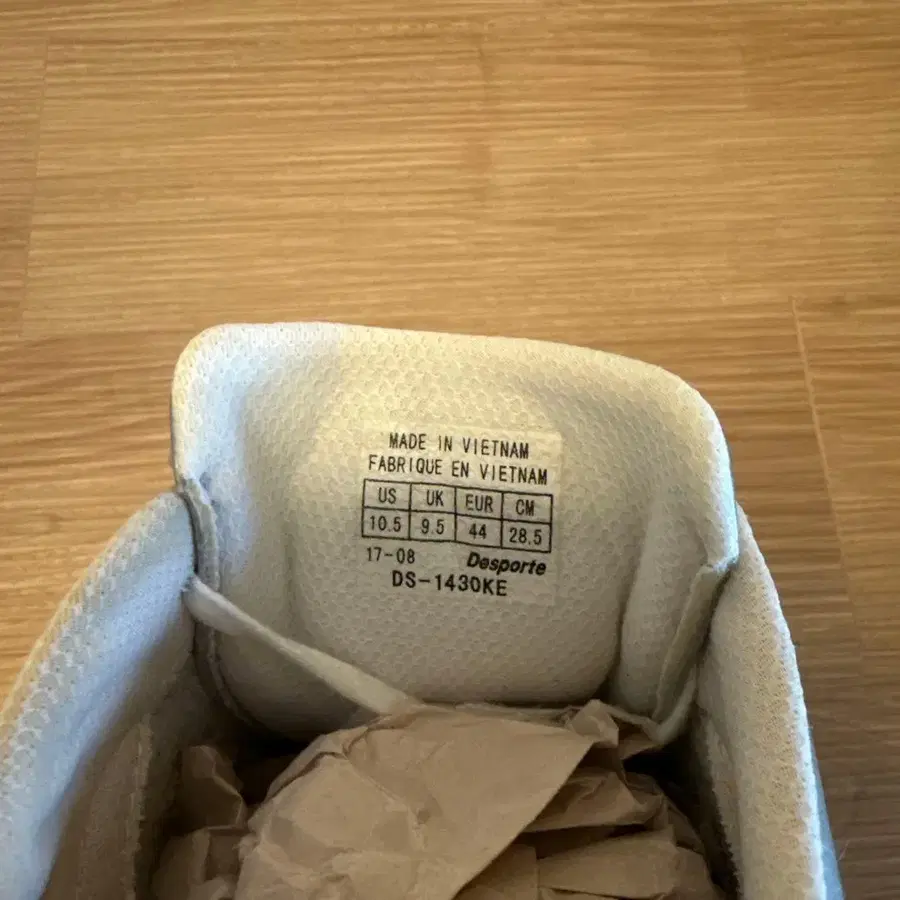 MADE IN VIETNAM
FABRIQUE EN VIETNAM
US UK EUR CM
10.5 9.5 44 28.5
17-08 Desporte
DS-1430KE